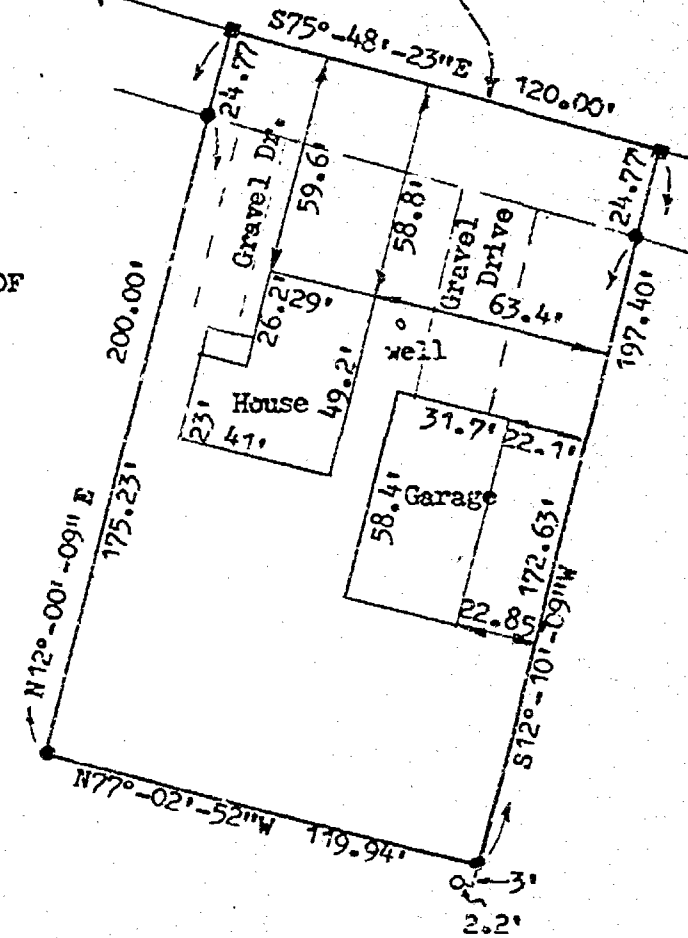 S75°-48'-23"E
120.00'
24.77
24.77'
Gravel Dr.
59.6'
58.8'
Gravel
Drive
OF
200.00'
26.2'
29'
63.4'
197.40'
well
House
49.2'
23'
41'
31.7'
22.1'
58.4'
Garage
175.23'
172.63'
22.85
N12°-00'-09"E
S12°-10'-09"W
N77°-02'-52"W
119.94'
3'
2.2'